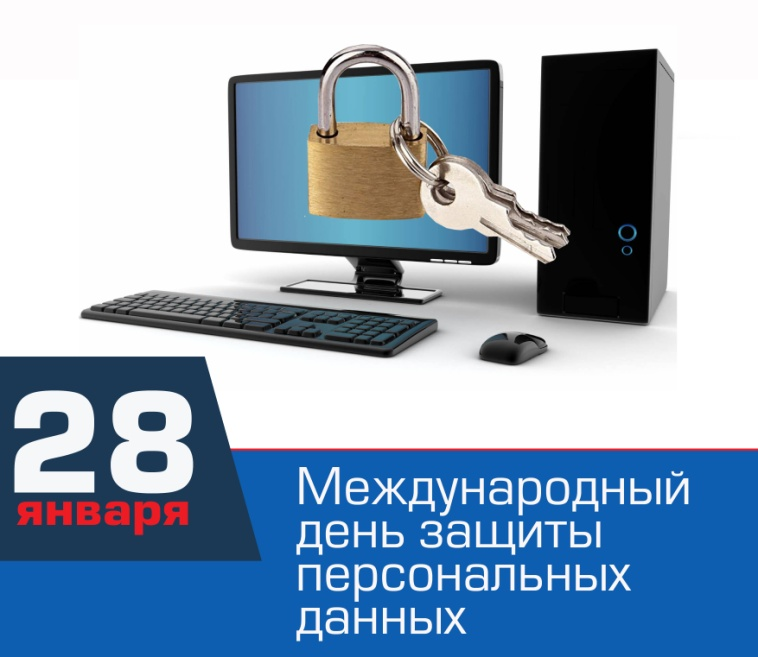 28
января
Международный
день защиты
персональных
данных